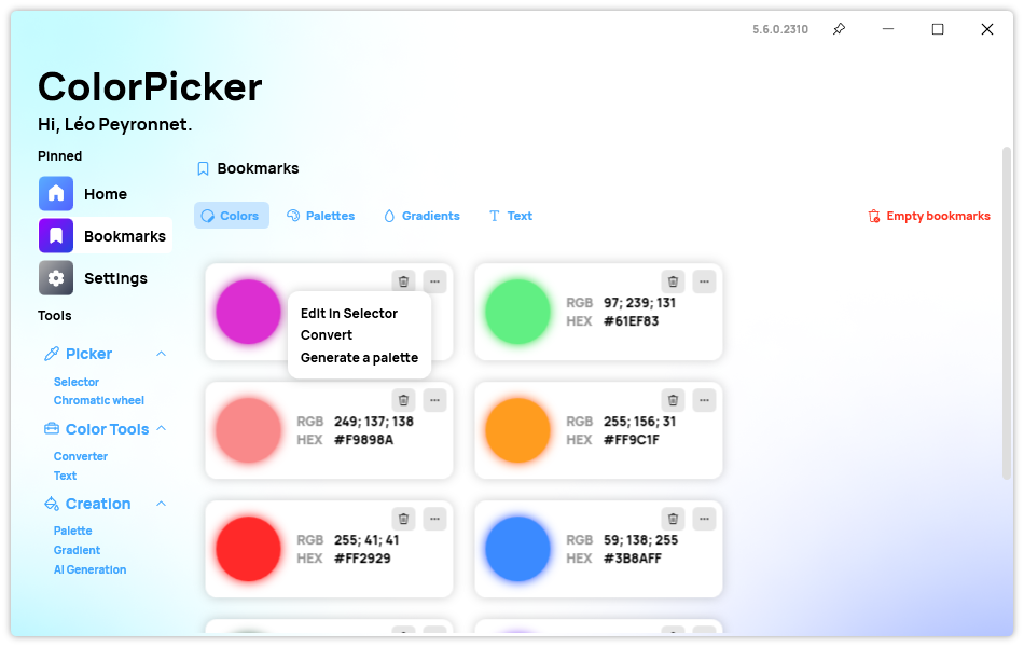 5.6.0.2310
ColorPicker
Hi, Léo Peyronnet.
Pinned
Home
Bookmarks
Settings
Tools
Picker
Selector
Chromatic wheel
Color Tools
Converter
Text
Creation
Palette
Gradient
AI Generation
Bookmarks
Colors
Palettes
Gradients
Text
Empty bookmarks
Edit in Selector
Convert
Generate a palette
RGB 97; 239; 131
HEX #61EF83
RGB 249; 137; 138
HEX #F9898A
RGB 255; 156; 31
HEX #FF9C1F
RGB 255; 41; 41
HEX #FF2929
RGB 59; 138; 255
HEX #3B8AFF